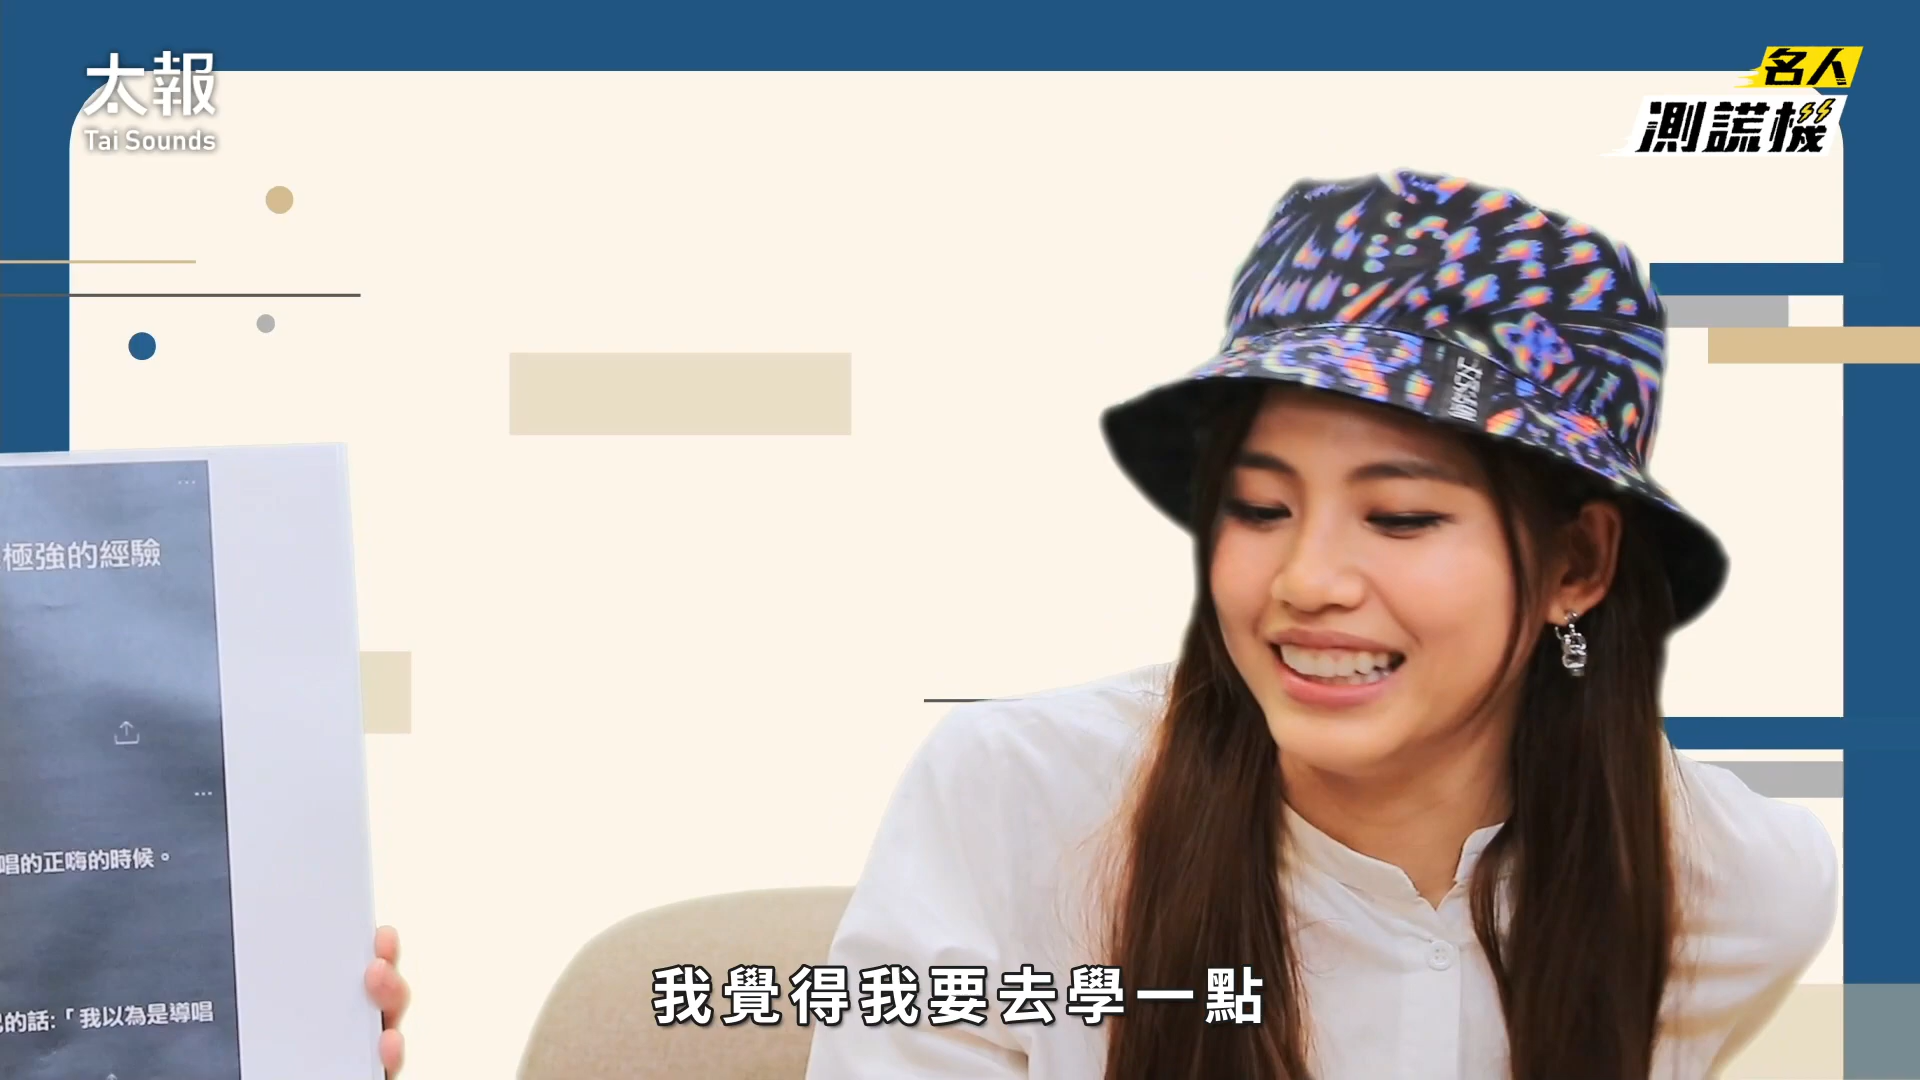 太報
Tai Sounds
名人
測謊機
極強的經驗
唱的正嗨的時候。
的話:「我以為是導唱
我覺得我要去學一點